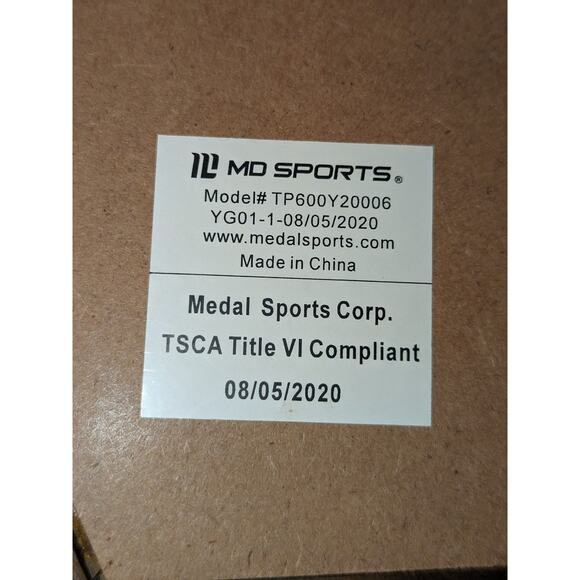 MD SPORTS®
Model# TP600Y20006
YG01-1-08/05/2020
www.medalsports.com
Made in China
Medal Sports Corp.
TSCA Title VI Compliant
08/05/2020